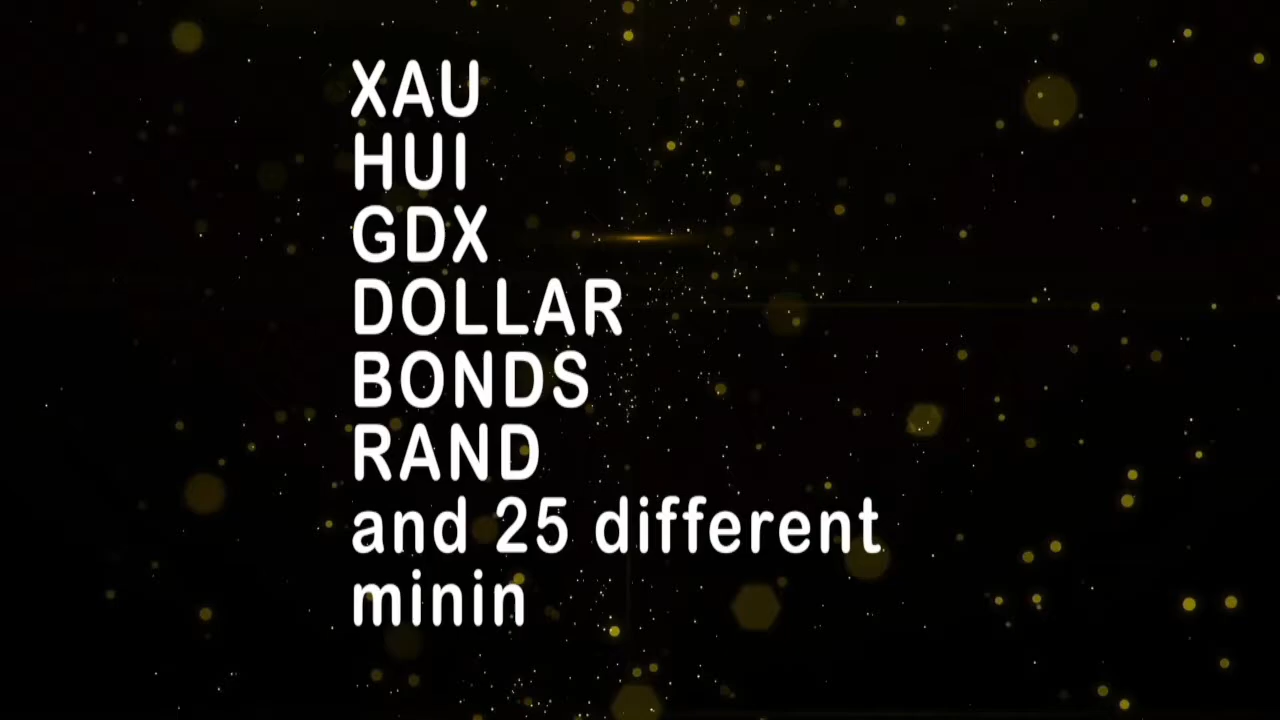 XAU
HUI
GDX
DOLLAR
BONDS
RAND
and 25 different
minin